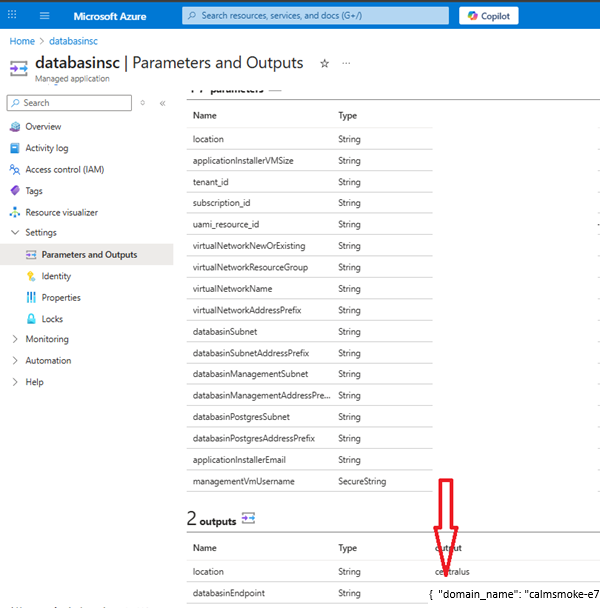 Microsoft Azure
Search resources, services, and docs (G+/)
Copilot
Home > databasinsc
databasinsc | Parameters and Outputs
Managed application
Search
Overview
Activity log
Access control (IAM)
Tags
Resource visualizer
Settings
Parameters and Outputs
Identity
Properties
Locks
Monitoring
Automation
Help
parameters
Name Type
location String
applicationInstallerVMSize String
tenant_id String
subscription_id String
uami_resource_id String
virtualNetworkNewOrExisting String
virtualNetworkResourceGroup String
virtualNetworkName String
virtualNetworkAddressPrefix String
databasinSubnet String
databasinSubnetAddressPrefix String
databasinManagementSubnet String
databasinManagementAddressPre... String
databasinPostgresSubnet String
databasinPostgresAddressPrefix String
applicationInstallerEmail String
managementVmUsername SecureString
2 outputs
Name Type output
location String centralus
databasinEndpoint String { "domain_name": "calmsmoke-e7